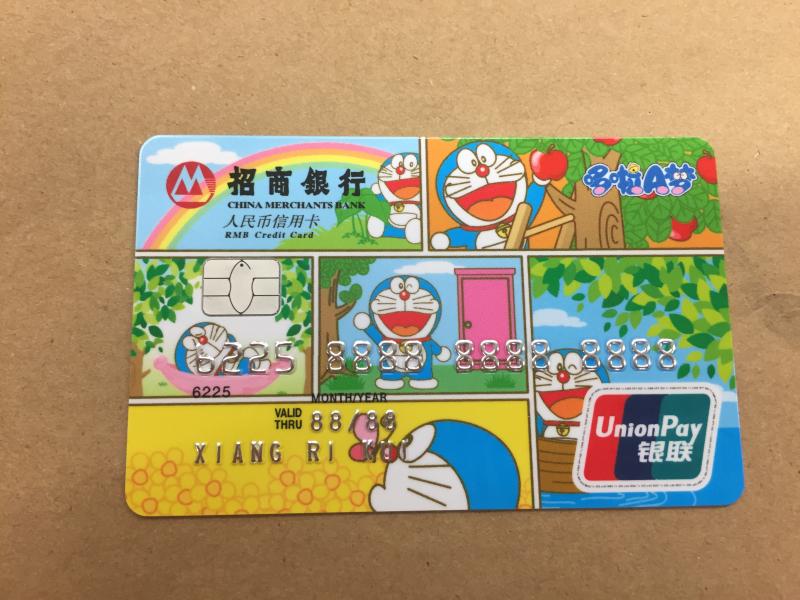 招商银行
CHINA MERCHANTS BANK
人民币信用卡
RMB Credit Card
哆啦A梦
6225 8888 8888 8888
6225
MONTH/YEAR
VALID THRU 88/88
XIANG RI KUI
UnionPay
银联